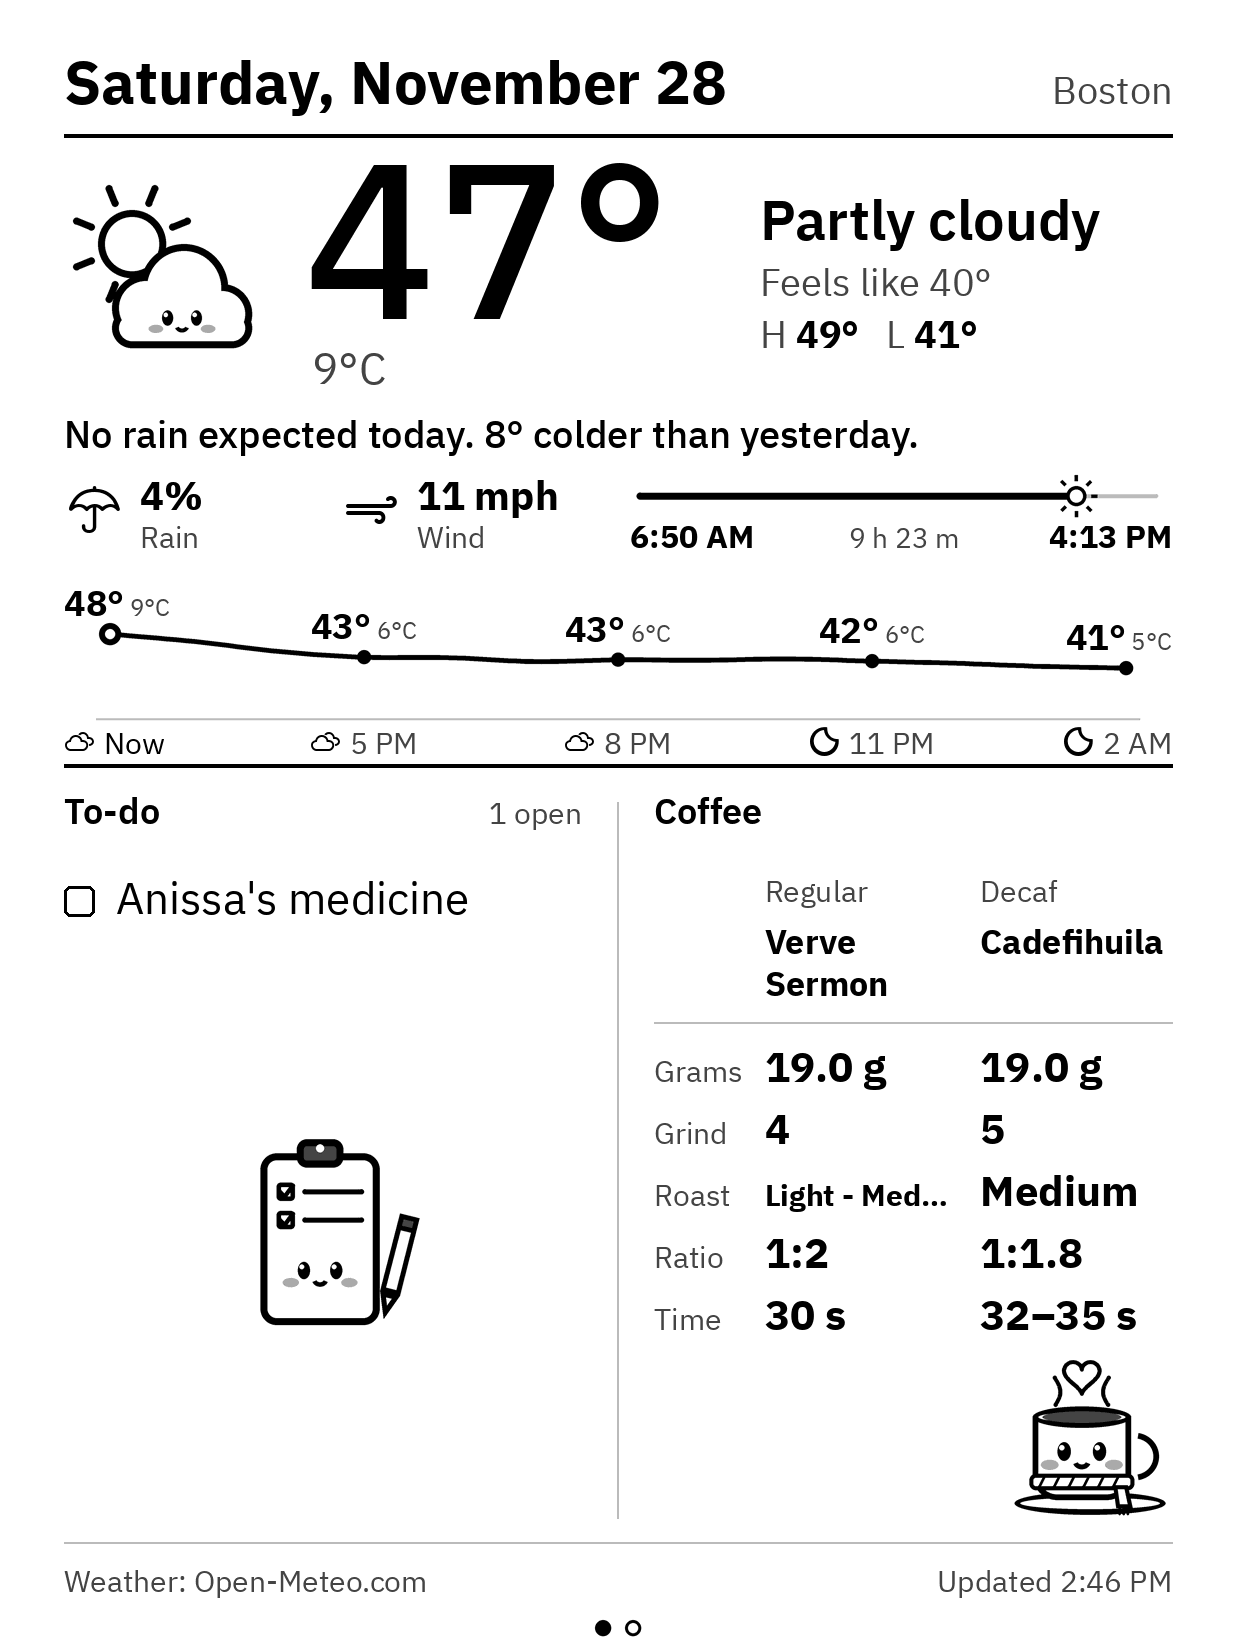 Saturday, November 28
Boston
47°
9°C
Partly cloudy
Feels like 40°
H 49° L 41°
No rain expected today. 8° colder than yesterday.
4%
Rain
11 mph
Wind
6:50 AM 9 h 23 m 4:13 PM
48° 9°C 43° 6°C 43° 6°C 42° 6°C 41° 5°C
Now 5 PM 8 PM 11 PM 2 AM
To-do 1 open
Anissa's medicine
Coffee
Regular Decaf
Verve Cadefihuila
Sermon
Grams 19.0 g 19.0 g
Grind 4 5
Roast Light - Med... Medium
Ratio 1:2 1:1.8
Time 30 s 32–35 s
Weather: Open-Meteo.com Updated 2:46 PM